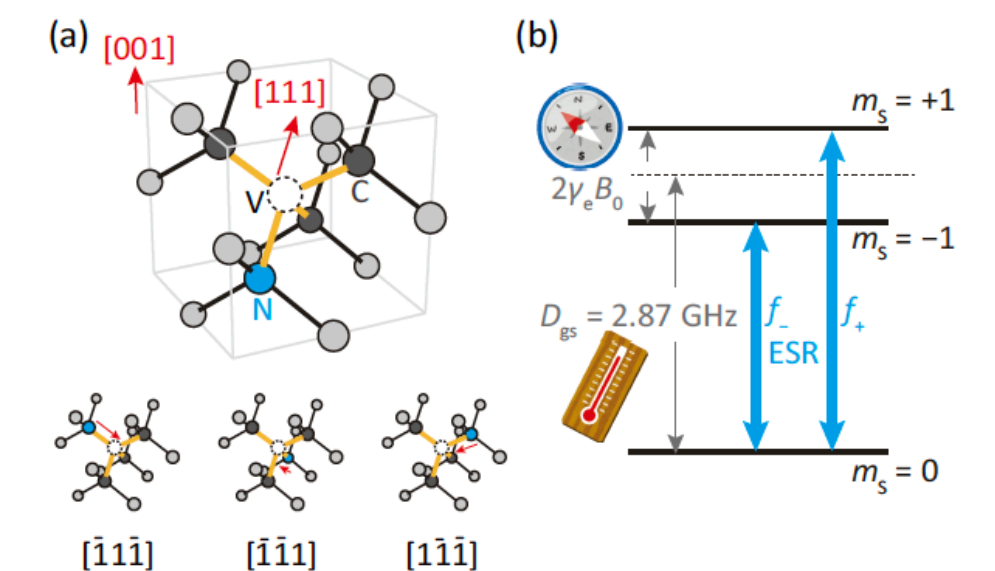 (a)
[001]
[111]
V
C
N
[1̄11̄]
[1̄1̄1]
[11̄1̄]
(b)
N
W
E
S
mₛ = +1
2γₑB₀
mₛ = −1
D_gs = 2.87 GHz
f₋
f₊
ESR
mₛ = 0